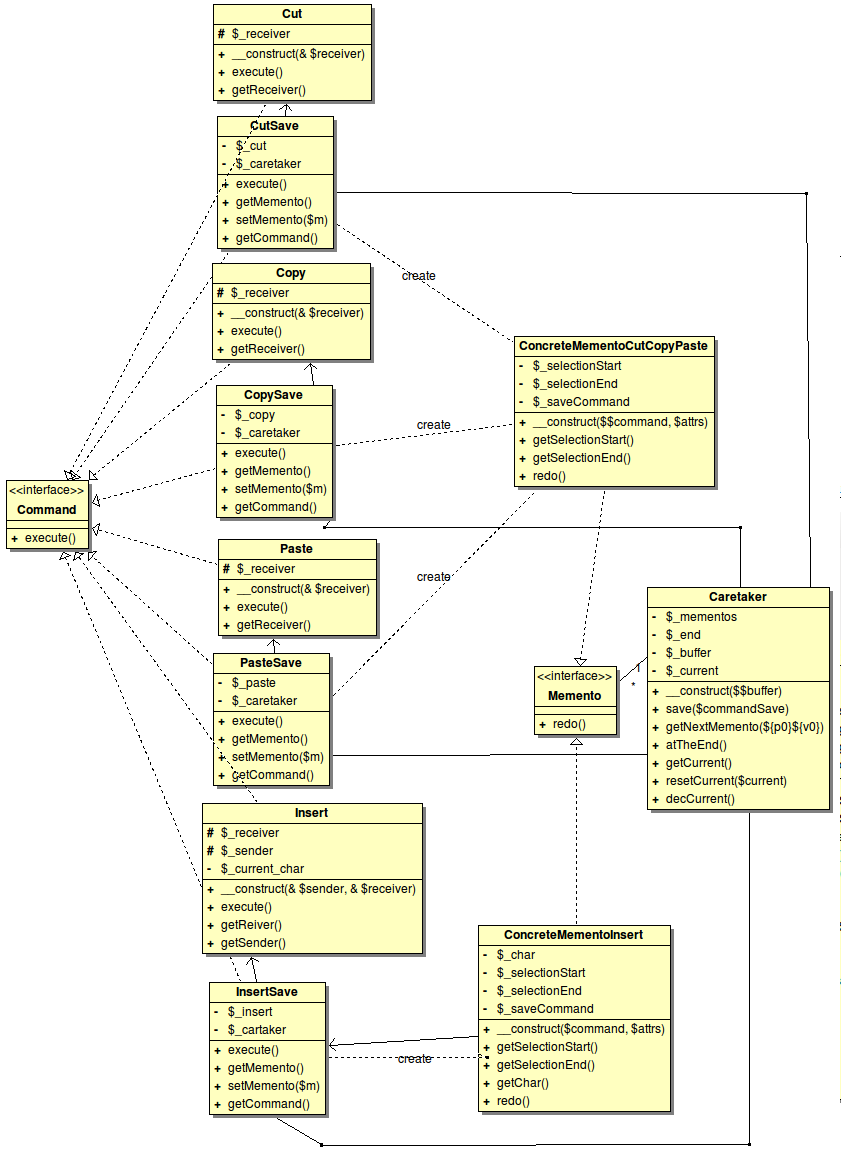 Cut
# $_receiver
+ __construct(& $receiver)
+ execute()
+ getReceiver()
CutSave
- $_cut
- $_caretaker
+ execute()
+ getMemento()
+ setMemento($m)
+ getCommand()
Copy
# $_receiver
+ __construct(& $receiver)
+ execute()
+ getReceiver()
create
ConcreteMementoCutCopyPaste
- $_selectionStart
- $_selectionEnd
- $_saveCommand
+ __construct($$command, $attrs)
+ getSelectionStart()
+ getSelectionEnd()
+ redo()
CopySave
- $_copy
- $_caretaker
+ execute()
+ getMemento()
+ setMemento($m)
+ getCommand()
create
<<interface>>
Command
+ execute()
Paste
# $_receiver
+ __construct(& $receiver)
+ execute()
+ getReceiver()
create
PasteSave
- $_paste
- $_caretaker
+ execute()
+ getMemento()
+ setMemento($m)
+ getCommand()
<<interface>>
Memento
+ redo()
1
*
Caretaker
- $_mementos
- $_end
- $_buffer
- $_current
+ __construct($$buffer)
+ save($commandSave)
+ getNextMemento(${p0}${v0})
+ atTheEnd()
+ getCurrent()
+ resetCurrent($current)
+ decCurrent()
Insert
# $_receiver
# $_sender
- $_current_char
+ __construct(& $sender, & $receiver)
+ execute()
+ getReiver()
+ getSender()
InsertSave
- $_insert
- $_cartaker
+ execute()
+ getMemento()
+ setMemento($m)
+ getCommand()
create
ConcreteMementoInsert
- $_char
- $_selectionStart
- $_selectionEnd
- $_saveCommand
+ __construct($command, $attrs)
+ getSelectionStart()
+ getSelectionEnd()
+ getChar()
+ redo()